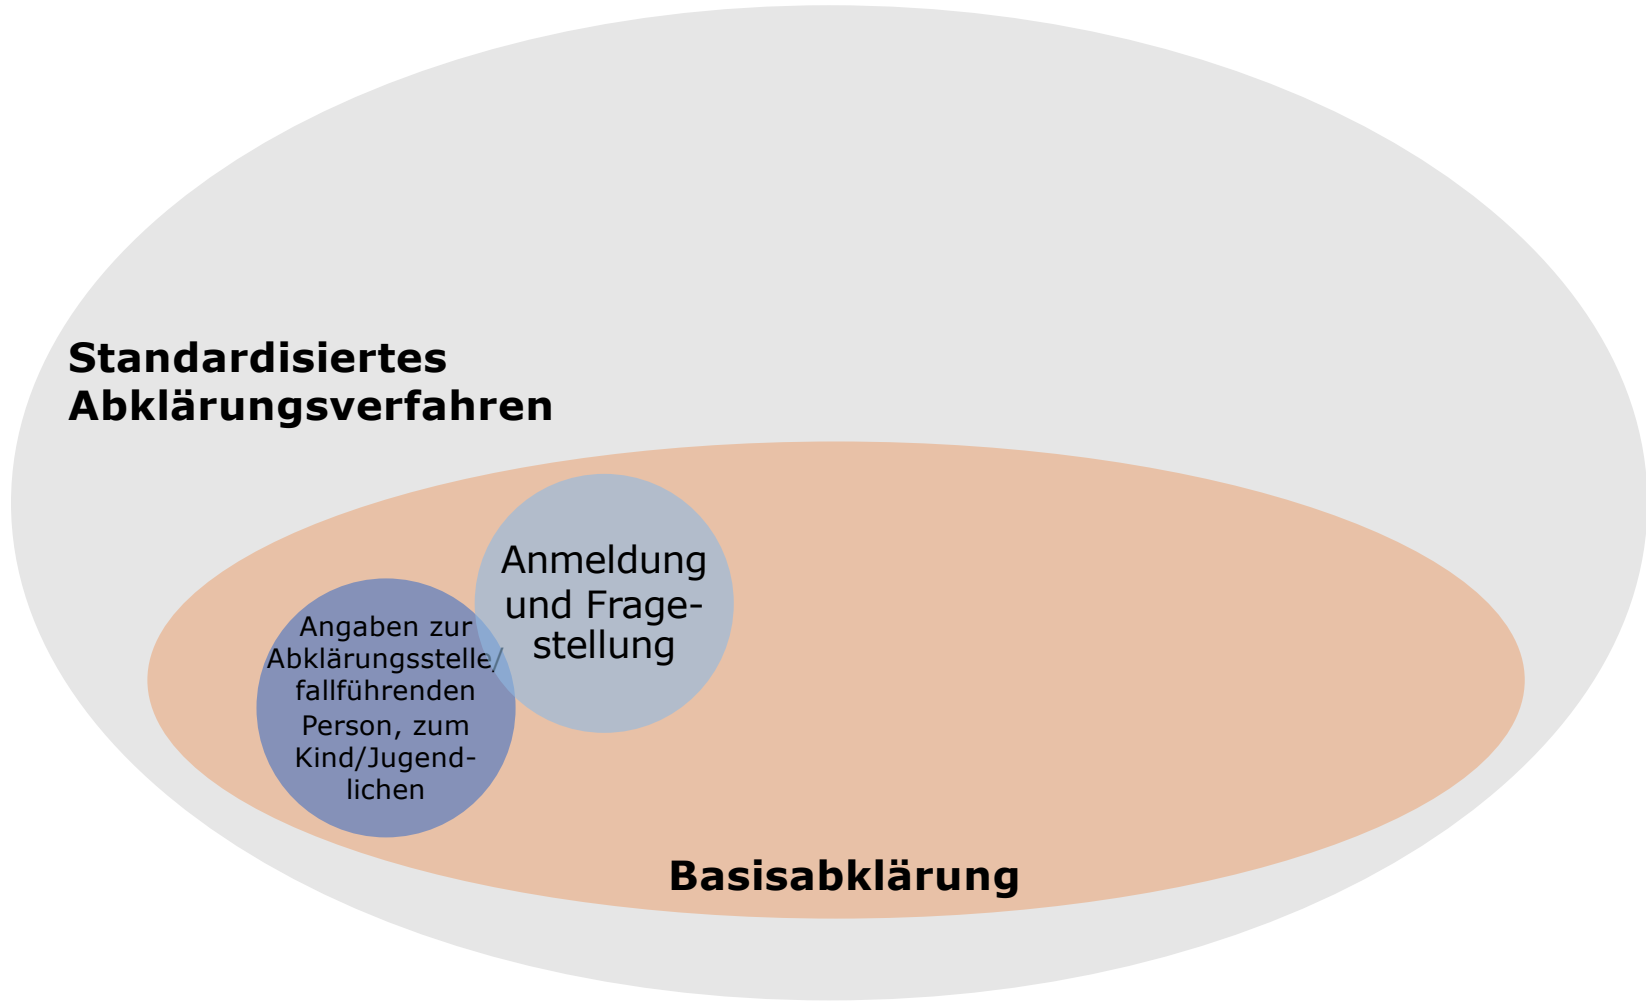 Standardisiertes
Abklärungsverfahren
Anmeldung
und Frage-
stellung
Angaben zur
Abklärungsstelle/
fallführenden
Person, zum
Kind/Jugend-
lichen
Basisabklärung